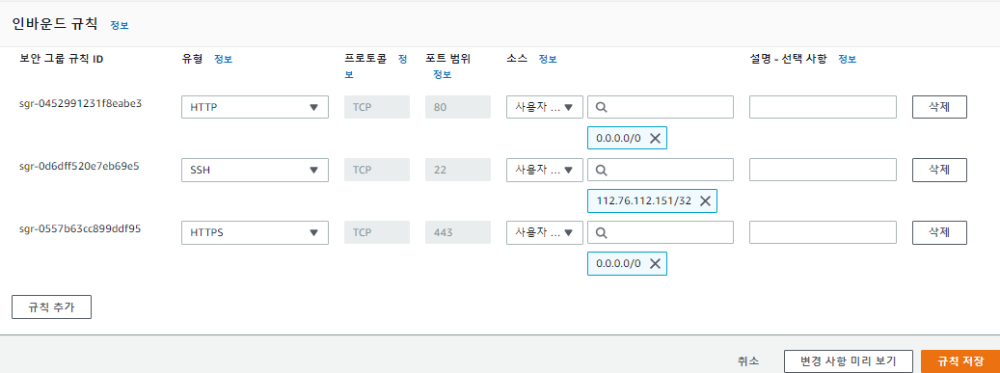 인바운드 규칙 정보
보안 그룹 규칙 ID 유형 정보 프로토콜 정보 포트 범위 정보 소스 정보 설명 - 선택 사항 정보
sgr-0452991231f8eabe3 HTTP TCP 80 사용자 ... 삭제
0.0.0.0/0
sgr-0d6dff520e7eb69e5 SSH TCP 22 사용자 ... 삭제
112.76.112.151/32
sgr-0557b63cc899ddf95 HTTPS TCP 443 사용자 ... 삭제
0.0.0.0/0
규칙 추가
취소 변경 사항 미리 보기 규칙 저장